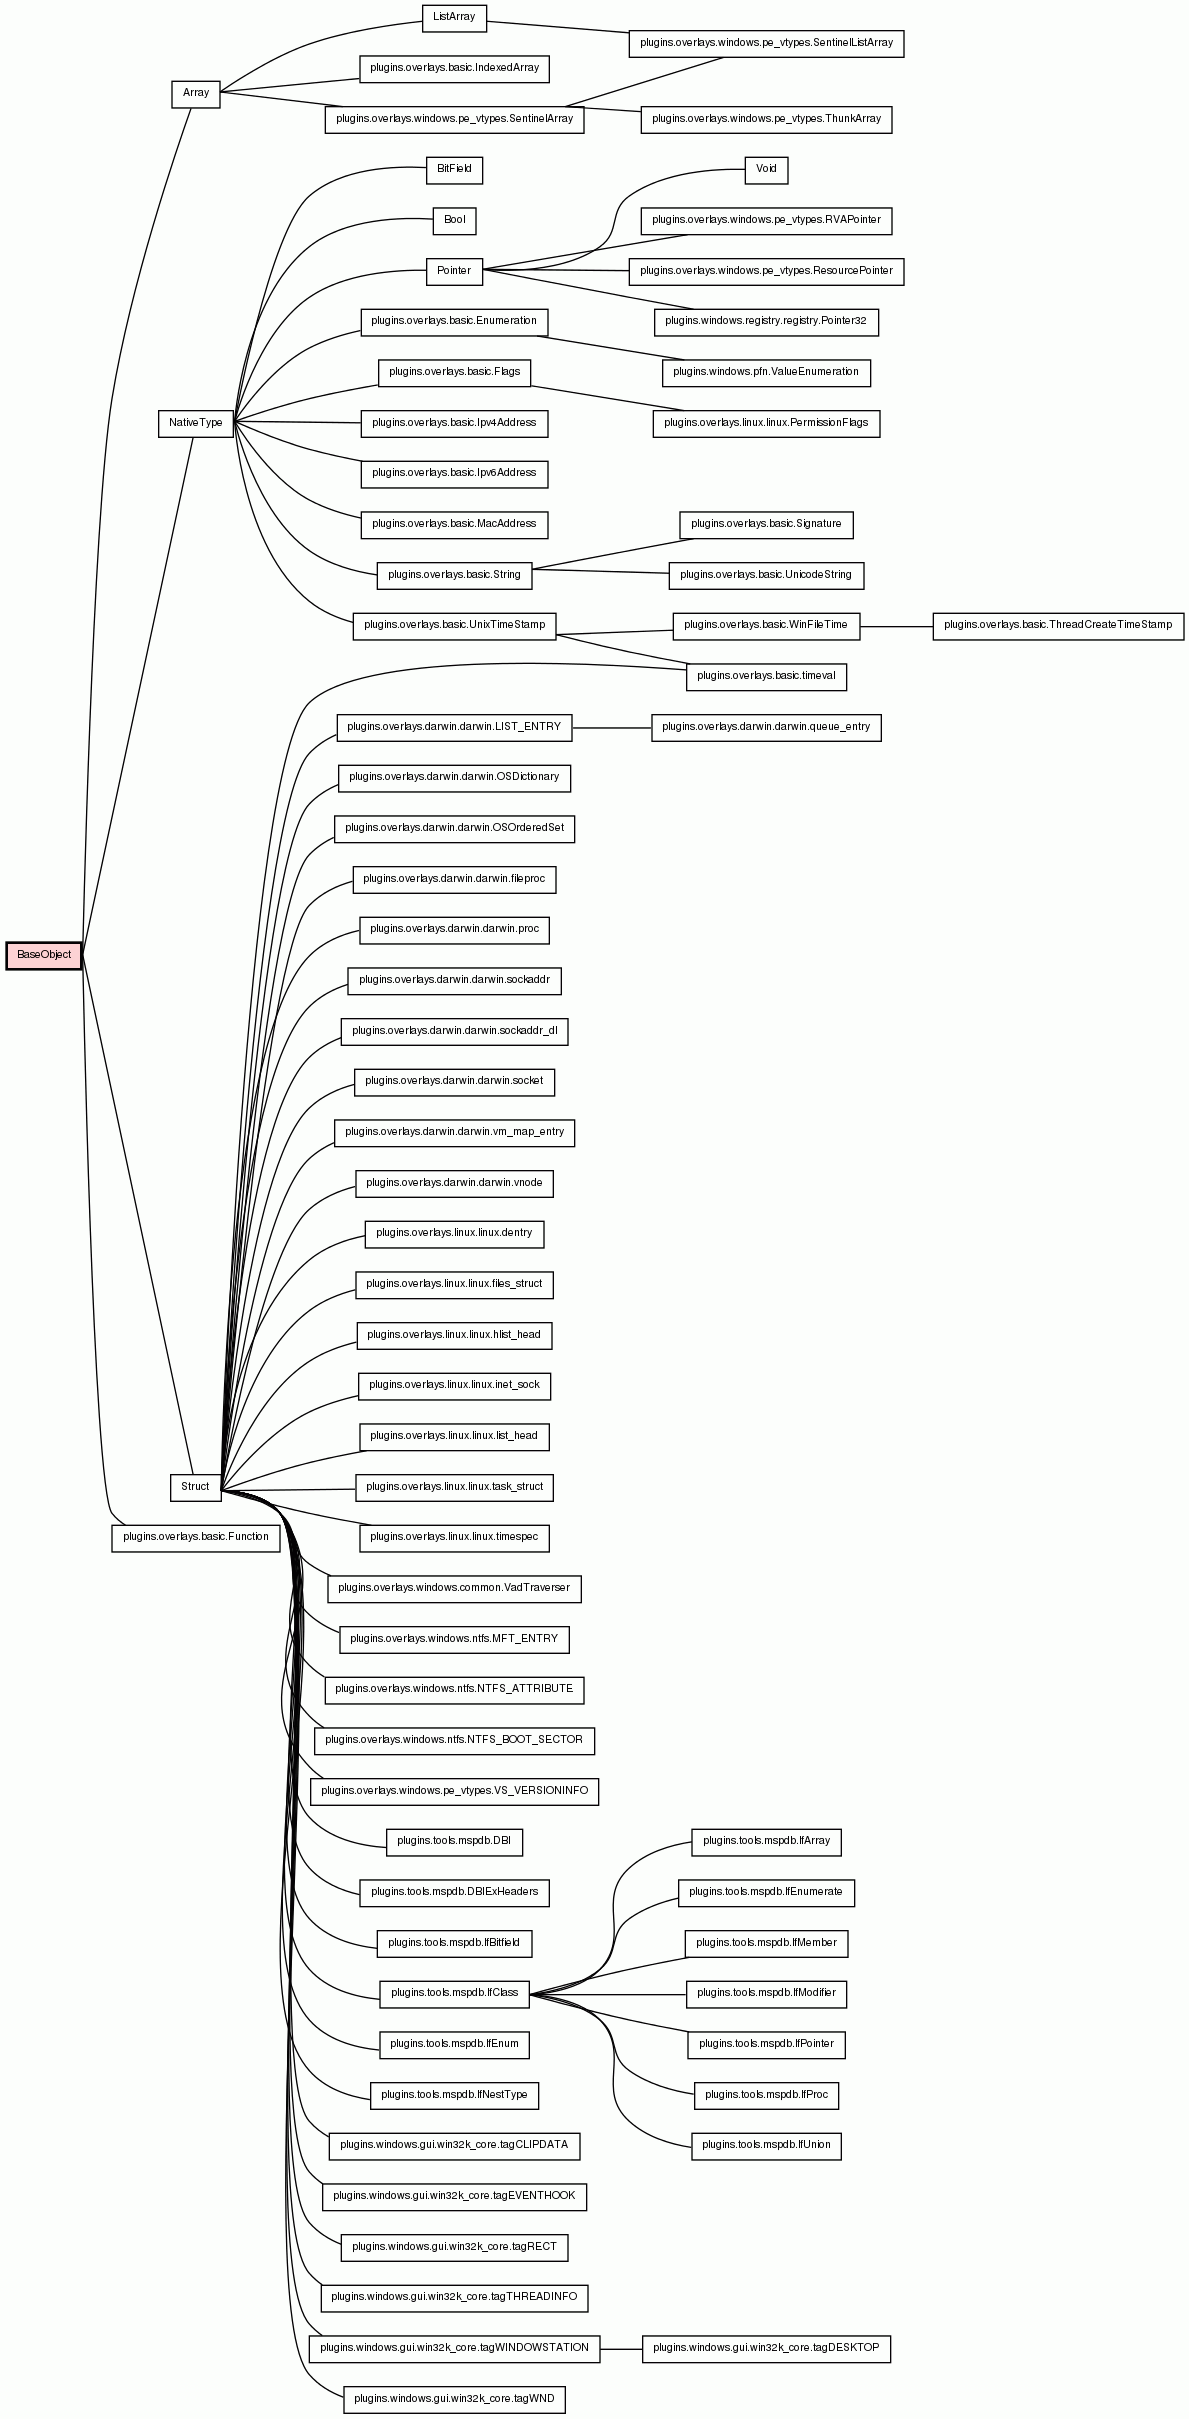 ListArray
plugins.overlays.windows.pe_vtypes.SentinelListArray
plugins.overlays.basic.IndexedArray
Array
plugins.overlays.windows.pe_vtypes.SentinelArray
plugins.overlays.windows.pe_vtypes.ThunkArray
BitField
Void
Bool
plugins.overlays.windows.pe_vtypes.RVAPointer
Pointer
plugins.overlays.windows.pe_vtypes.ResourcePointer
plugins.overlays.basic.Enumeration
plugins.windows.registry.registry.Pointer32
plugins.overlays.basic.Flags
plugins.windows.pfn.ValueEnumeration
NativeType
plugins.overlays.basic.Ipv4Address
plugins.overlays.linux.linux.PermissionFlags
plugins.overlays.basic.Ipv6Address
plugins.overlays.basic.MacAddress
plugins.overlays.basic.Signature
plugins.overlays.basic.String
plugins.overlays.basic.UnicodeString
plugins.overlays.basic.UnixTimeStamp
plugins.overlays.basic.WinFileTime
plugins.overlays.basic.ThreadCreateTimeStamp
plugins.overlays.basic.timeval
plugins.overlays.darwin.darwin.LIST_ENTRY
plugins.overlays.darwin.darwin.queue_entry
plugins.overlays.darwin.darwin.OSDictionary
plugins.overlays.darwin.darwin.OSOrderedSet
plugins.overlays.darwin.darwin.fileproc
plugins.overlays.darwin.darwin.proc
BaseObject
plugins.overlays.darwin.darwin.sockaddr
plugins.overlays.darwin.darwin.sockaddr_dl
plugins.overlays.darwin.darwin.socket
plugins.overlays.darwin.darwin.vm_map_entry
plugins.overlays.darwin.darwin.vnode
plugins.overlays.linux.linux.dentry
plugins.overlays.linux.linux.files_struct
plugins.overlays.linux.linux.hlist_head
plugins.overlays.linux.linux.inet_sock
plugins.overlays.linux.linux.list_head
Struct
plugins.overlays.linux.linux.task_struct
plugins.overlays.basic.Function
plugins.overlays.linux.linux.timespec
plugins.overlays.windows.common.VadTraverser
plugins.overlays.windows.ntfs.MFT_ENTRY
plugins.overlays.windows.ntfs.NTFS_ATTRIBUTE
plugins.overlays.windows.ntfs.NTFS_BOOT_SECTOR
plugins.overlays.windows.pe_vtypes.VS_VERSIONINFO
plugins.tools.mspdb.DBI
plugins.tools.mspdb.lfArray
plugins.tools.mspdb.DBIExHeaders
plugins.tools.mspdb.lfEnumerate
plugins.tools.mspdb.lfBitfield
plugins.tools.mspdb.lfMember
plugins.tools.mspdb.lfClass
plugins.tools.mspdb.lfModifier
plugins.tools.mspdb.lfEnum
plugins.tools.mspdb.lfPointer
plugins.tools.mspdb.lfNestType
plugins.tools.mspdb.lfProc
plugins.windows.gui.win32k_core.tagCLIPDATA
plugins.tools.mspdb.lfUnion
plugins.windows.gui.win32k_core.tagEVENTHOOK
plugins.windows.gui.win32k_core.tagRECT
plugins.windows.gui.win32k_core.tagTHREADINFO
plugins.windows.gui.win32k_core.tagWINDOWSTATION
plugins.windows.gui.win32k_core.tagDESKTOP
plugins.windows.gui.win32k_core.tagWND